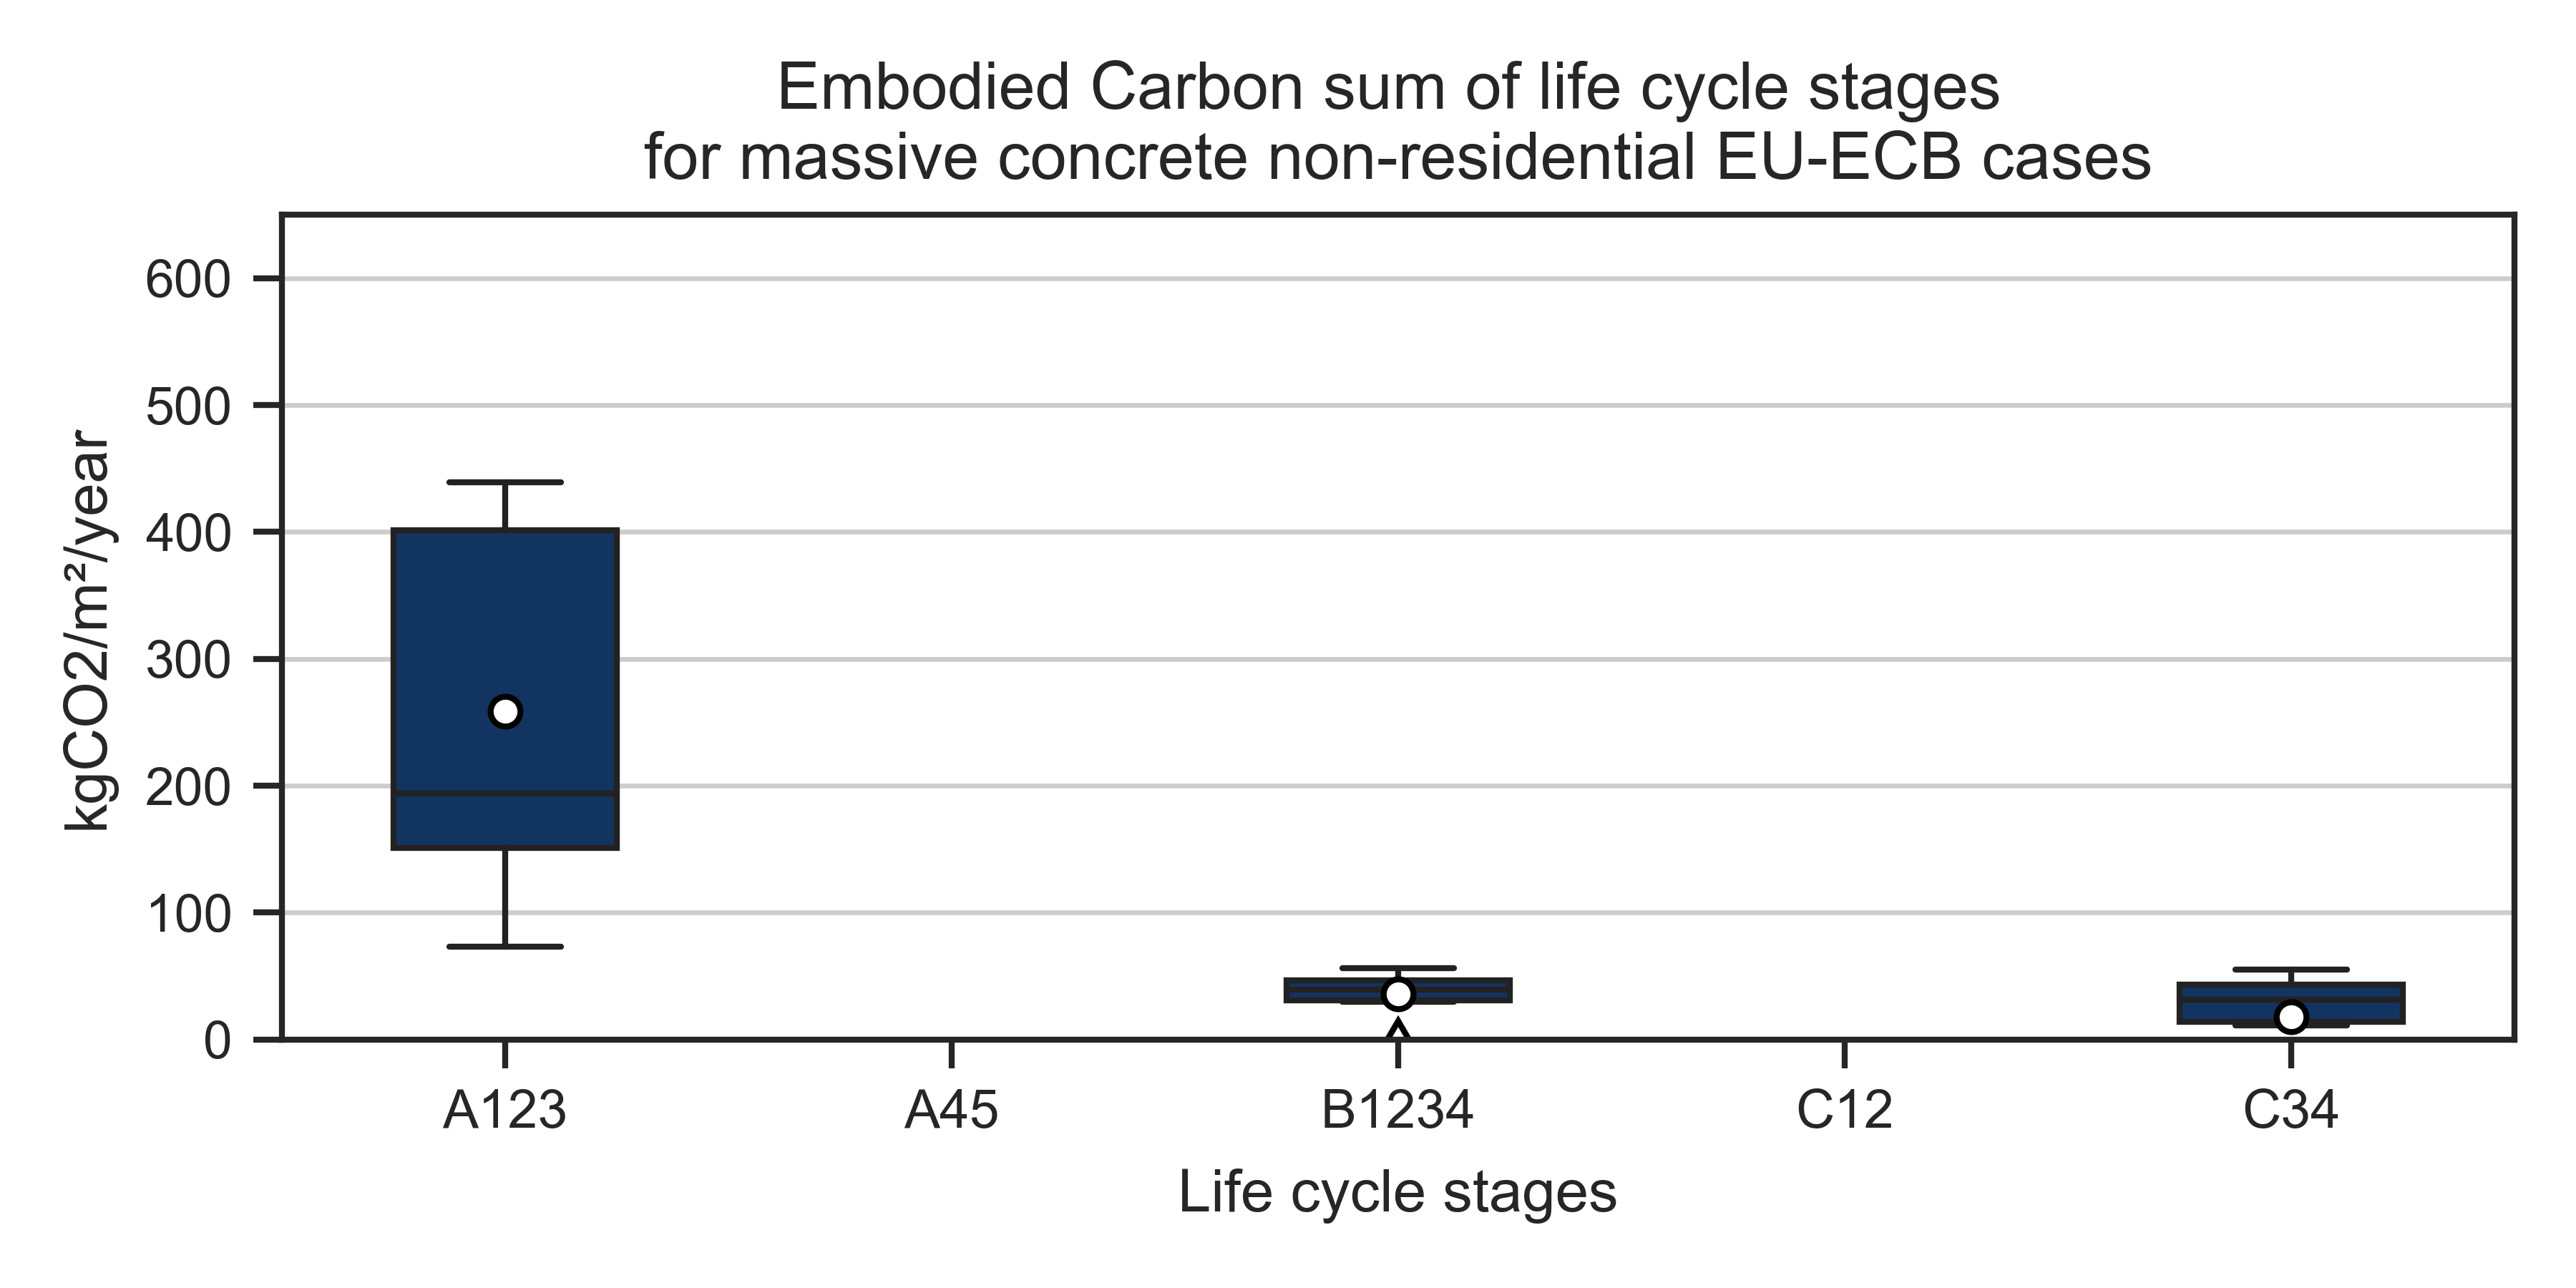 Embodied Carbon sum of life cycle stages
for massive concrete non-residential EU-ECB cases
kgCO2/m²/year
600
500
400
300
200
100
0
A123
A45
B1234
C12
C34
Life cycle stages